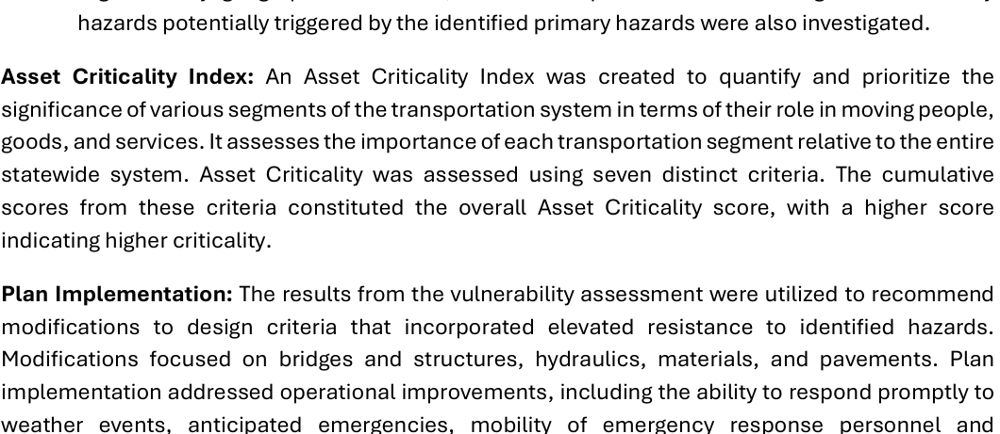 hazards potentially triggered by the identified primary hazards were also investigated.
Asset Criticality Index: An Asset Criticality Index was created to quantify and prioritize the
significance of various segments of the transportation system in terms of their role in moving people,
goods, and services. It assesses the importance of each transportation segment relative to the entire
statewide system. Asset Criticality was assessed using seven distinct criteria. The cumulative
scores from these criteria constituted the overall Asset Criticality score, with a higher score
indicating higher criticality.
Plan Implementation: The results from the vulnerability assessment were utilized to recommend
modifications to design criteria that incorporated elevated resistance to identified hazards.
Modifications focused on bridges and structures, hydraulics, materials, and pavements. Plan
implementation addressed operational improvements, including the ability to respond promptly to
weather events, anticipated emergencies, mobility of emergency response personnel and